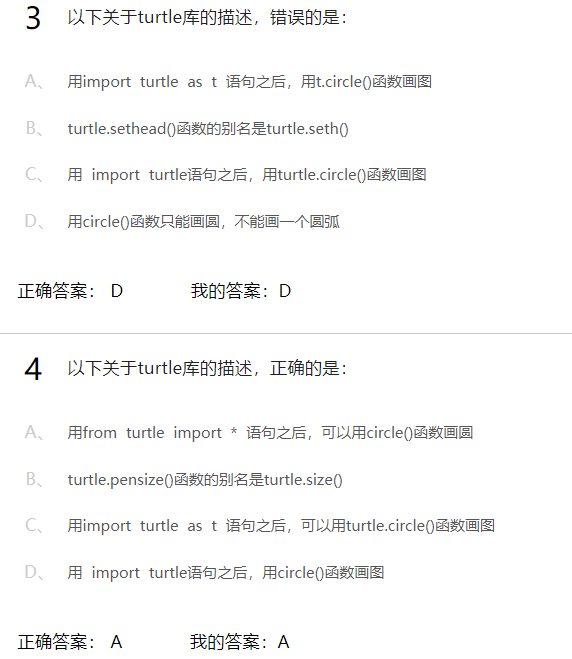 3 以下关于turtle库的描述，错误的是：
A、 用import turtle as t 语句之后，用t.circle()函数画图
B、 turtle.sethead()函数的别名是turtle.seth()
C、 用 import turtle语句之后，用turtle.circle()函数画图
D、 用circle()函数只能画圆，不能画一个圆弧
正确答案： D 我的答案：D
4 以下关于turtle库的描述，正确的是：
A、 用from turtle import * 语句之后，可以用circle()函数画圆
B、 turtle.pensize()函数的别名是turtle.size()
C、 用import turtle as t 语句之后，可以用turtle.circle()函数画图
D、 用 import turtle语句之后，用circle()函数画图
正确答案： A 我的答案：A